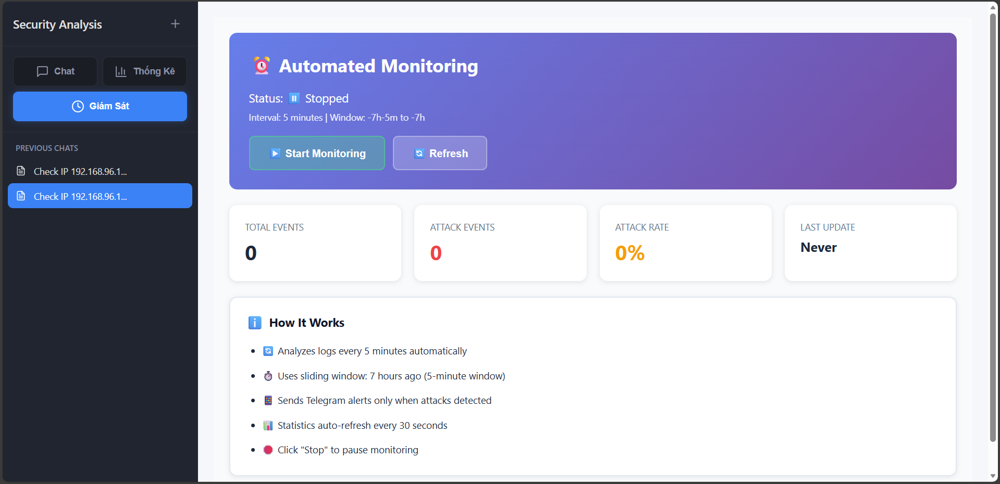 Security Analysis
Chat
Thống Kê
Giám Sát
PREVIOUS CHATS
Check IP 192.168.96.1...
Check IP 192.168.96.1...
Automated Monitoring
Status: Stopped
Interval: 5 minutes | Window: -7h-5m to -7h
Start Monitoring
Refresh
TOTAL EVENTS
0
ATTACK EVENTS
0
ATTACK RATE
0%
LAST UPDATE
Never
How It Works
Analyzes logs every 5 minutes automatically
Uses sliding window: 7 hours ago (5-minute window)
Sends Telegram alerts only when attacks detected
Statistics auto-refresh every 30 seconds
Click "Stop" to pause monitoring